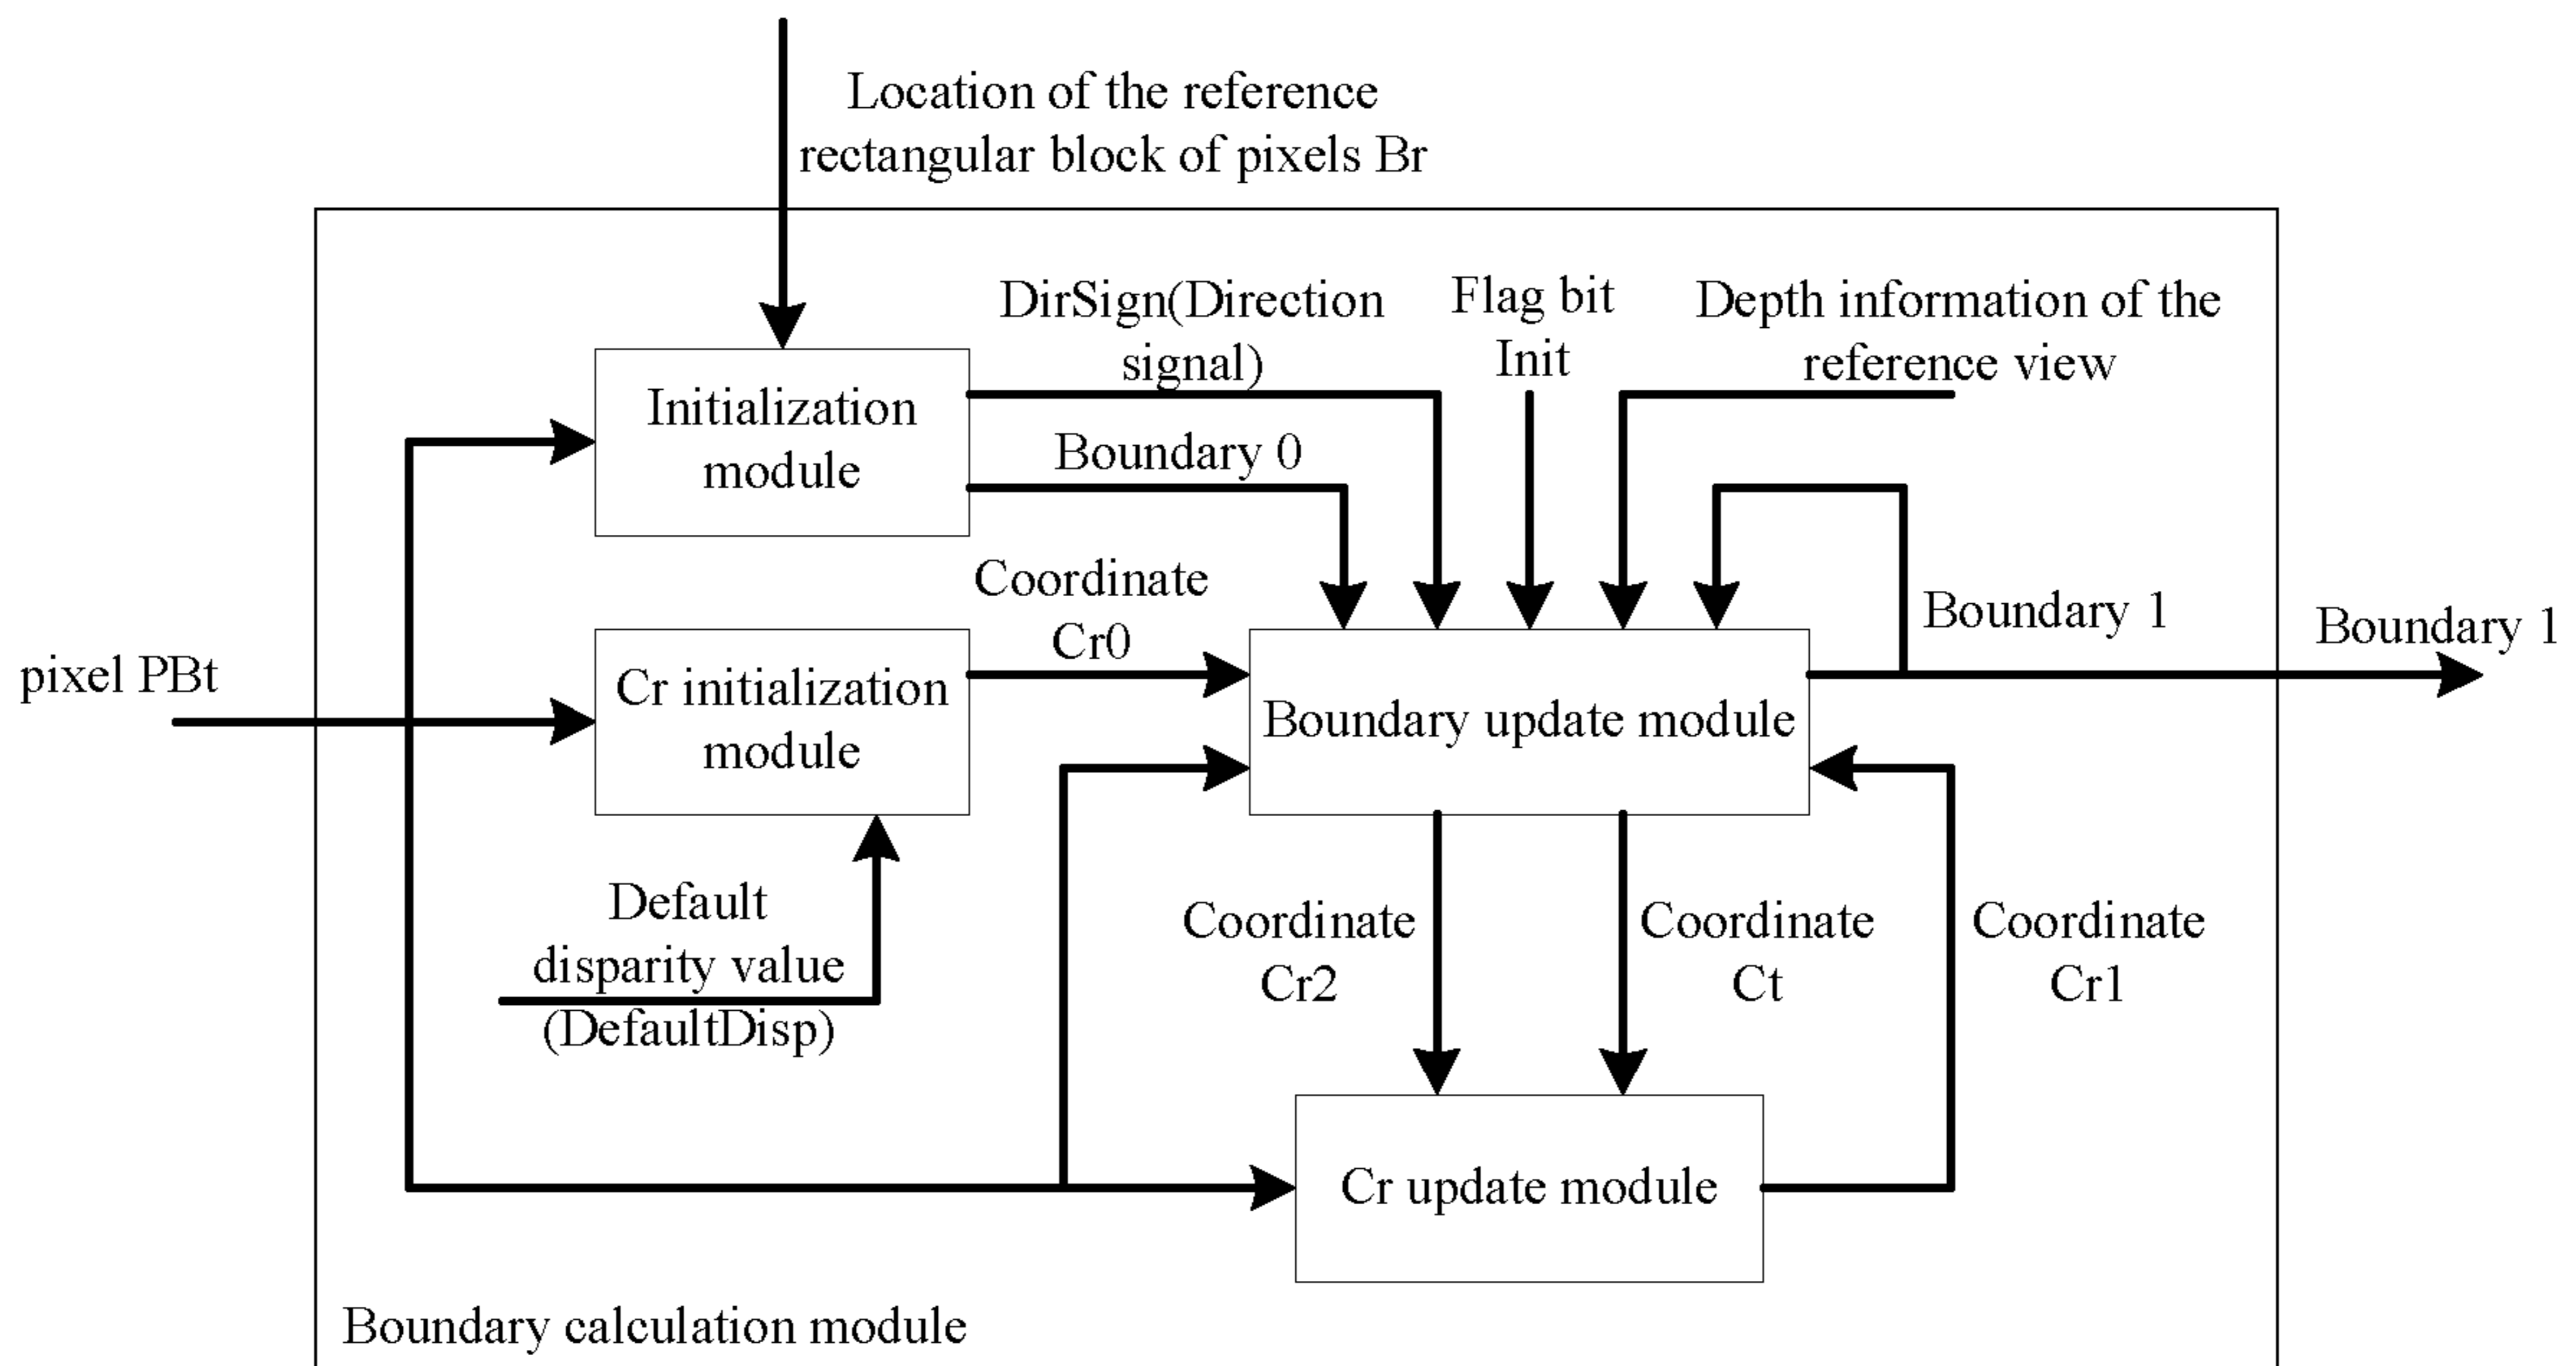 Location of the reference
rectangular block of pixels Br
DirSign(Direction
signal)
Flag bit
Init
Depth information of the
reference view
Initialization
module
Boundary 0
Coordinate
Cr0
Boundary 1
Boundary 1
pixel PBt
Cr initialization
module
Boundary update module
Default
disparity value
(DefaultDisp)
Coordinate
Cr2
Coordinate
Ct
Coordinate
Cr1
Cr update module
Boundary calculation module